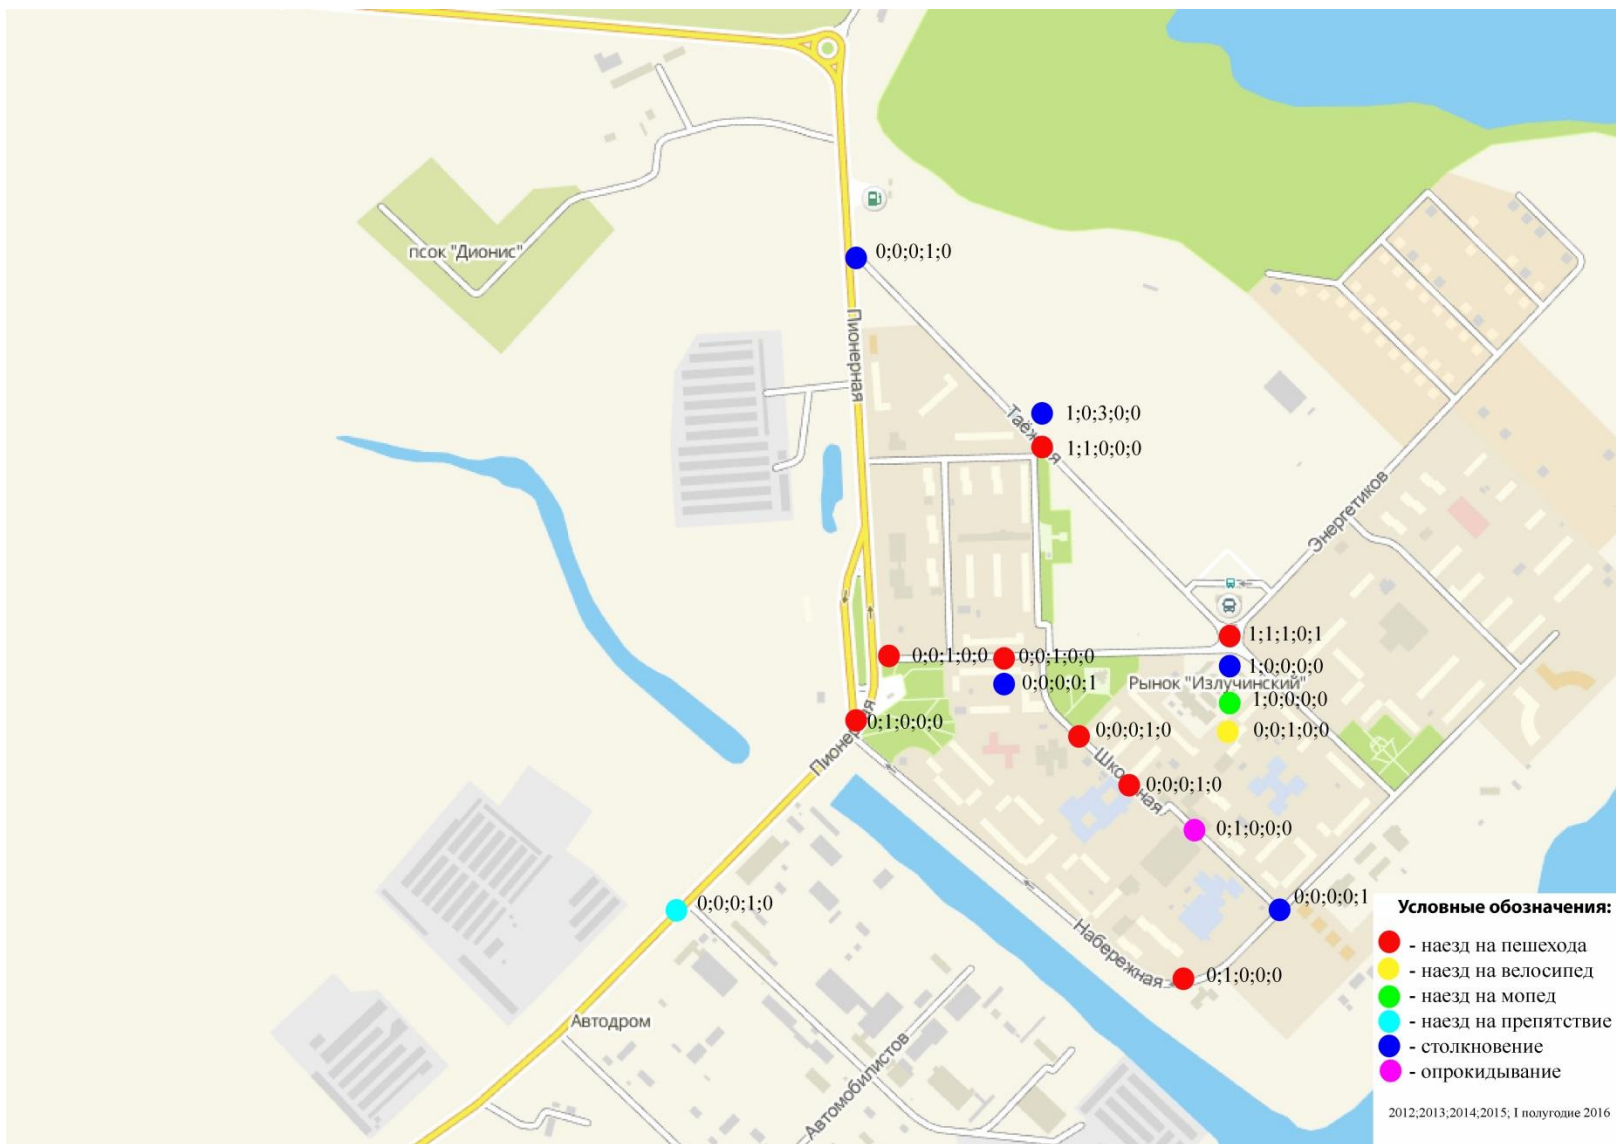 псок "Дионис"
0;0;0;1;0
Пионерная
1;0;3;0;0
Таёжная
1;1;0;0;0
Энергетиков
1;1;1;0;1
0;0;1;0;0
0;0;1;0;0
1;0;0;0;0
0;0;0;0;1
Рынок "Излучинский"
1;0;0;0;0
0;1;0;0;0
0;0;0;1;0
0;0;1;0;0
Пионерная
Школьная
0;0;0;1;0
0;1;0;0;0
0;0;0;1;0
0;0;0;0;1
Набережная
0;1;0;0;0
Автодром
Автомобилистов
Условные обозначения:
- наезд на пешехода
- наезд на велосипед
- наезд на мопед
- наезд на препятствие
- столкновение
- опрокидывание
2012;2013;2014;2015; I полугодие 2016